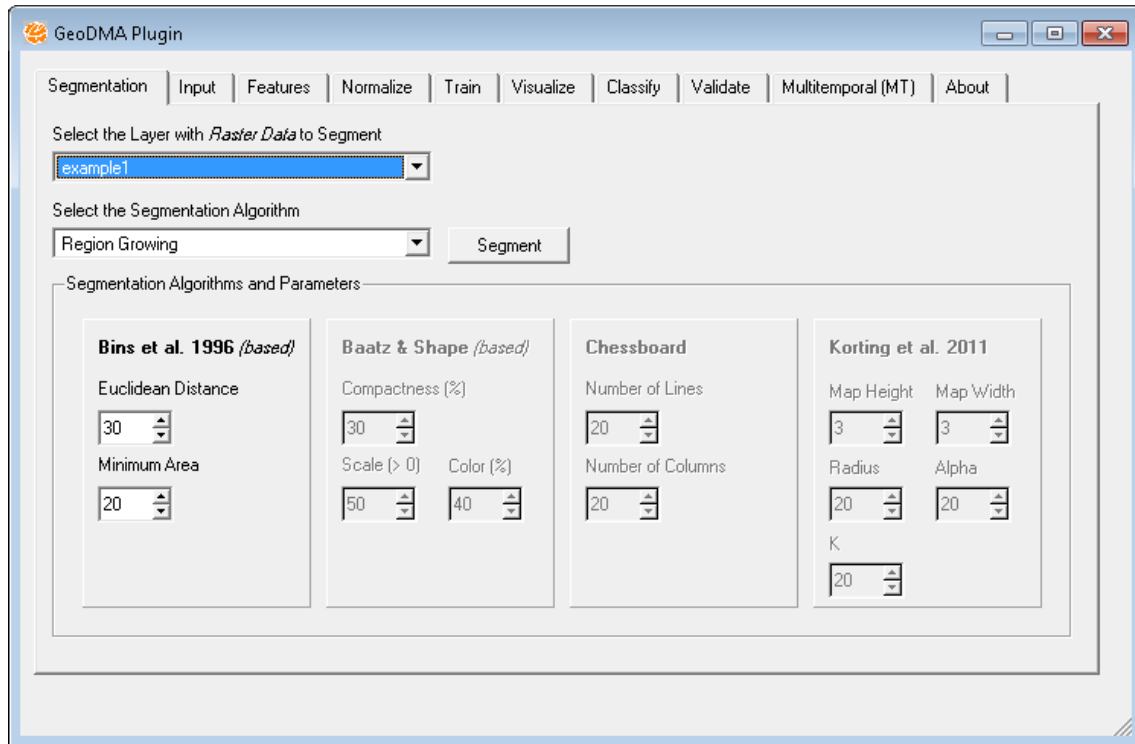 GeoDMA Plugin
Segmentation Input Features Normalize Train Visualize Classify Validate Multitemporal (MT) About
Select the Layer with Raster Data to Segment
example1
Select the Segmentation Algorithm
Region Growing Segment
Segmentation Algorithms and Parameters
Bins et al. 1996 (based) Baatz & Shape (based) Chessboard Korting et al. 2011
Euclidean Distance Compactness (%) Number of Lines Map Height Map Width
30 30 20 3 3
Minimum Area Scale (> 0) Color (%) Number of Columns Radius Alpha
20 50 40 20 20 20
K
20